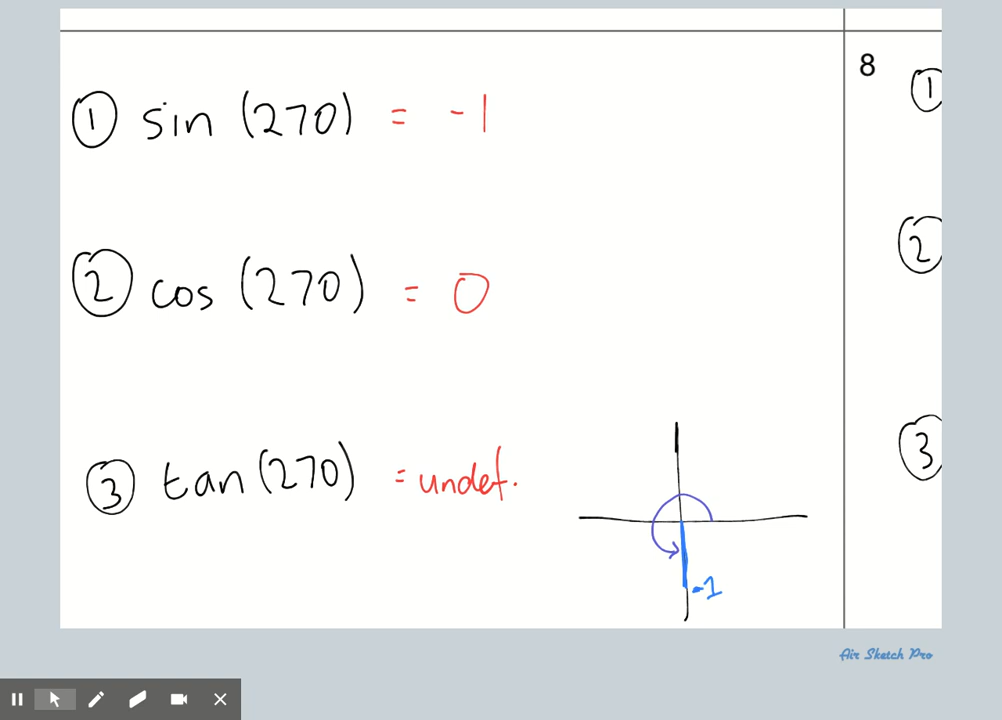 ① sin (270) = -1
② cos (270) = 0
③ tan (270) = undef.
-1
8
①
②
③
Air Sketch Pro